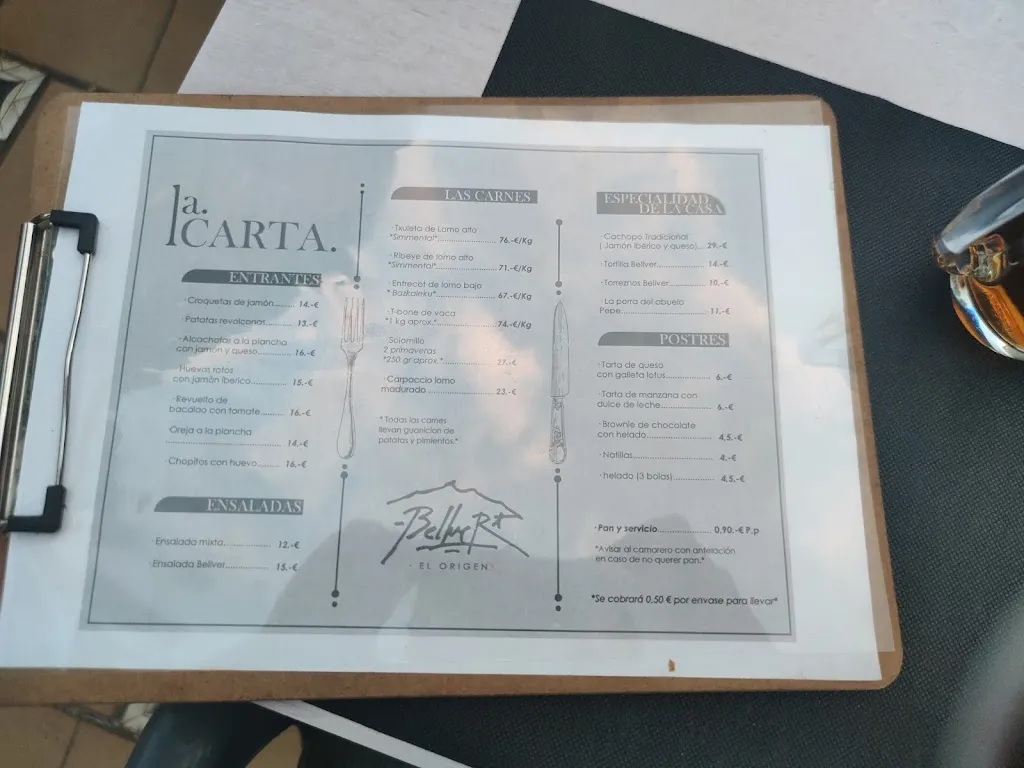 la.
CARTA.
ENTRANTES
· Croquetas de jamón......... 14.-€
· Patatas revolconas......... 13.-€
· Alcachofas a la plancha
con jamón y queso......... 16.-€
· Huevos rotos
con jamón ibérico............ 15.-€
· Revuelto de
bacalao con tomate......... 16.-€
· Oreja a la plancha
........................................ 14.-€
· Chopitos con huevo........ 16.-€
ENSALADAS
· Ensalada mixta................ 12.-€
· Ensalada Bellver............... 15.-€
LAS CARNES
· Txuleta de Lomo alto
*Simmental*........................ 76.-€/Kg
· Ribeye de lomo alto
*Simmental*........................ 71.-€/Kg
· Entrecot de lomo bajo
* Bazkairiku*....................... 67.-€/Kg
· T-bone de vaca
*1 kg aprox.*....................... 74.-€/Kg
· Solomillo
2 primaveras
*250 gr aprox.*................... 29.-€
· Carpaccio lomo
madurado......................... 23.-€
* Todas las carnes
llevan guarnición de
patatas y pimientos.*
BellveR
· EL ORIGEN ·
ESPECIALIDAD
DE LA CASA
· Cachopo Tradicional
( Jamón ibérico y queso)... 29.-€
· Tortilla Bellver................. 14.-€
· Torreznos Bellver............. 10.-€
· La porra del abuelo
Pepe................................ 11.-€
POSTRES
· Tarta de queso
con galleta lotus.............. 6.-€
· Tarta de manzana con
dulce de leche................ 6.-€
· Brownie de chocolate
con helado..................... 4,5.-€
· Natillas........................... 4.-€
· helado (3 bolas)............. 4,5.-€
· Pan y servicio................. 0,90.-€ P.p
*Avisar al camarero con antelación
en caso de no querer pan.*
*Se cobrará 0,50 € por envase para llevar*